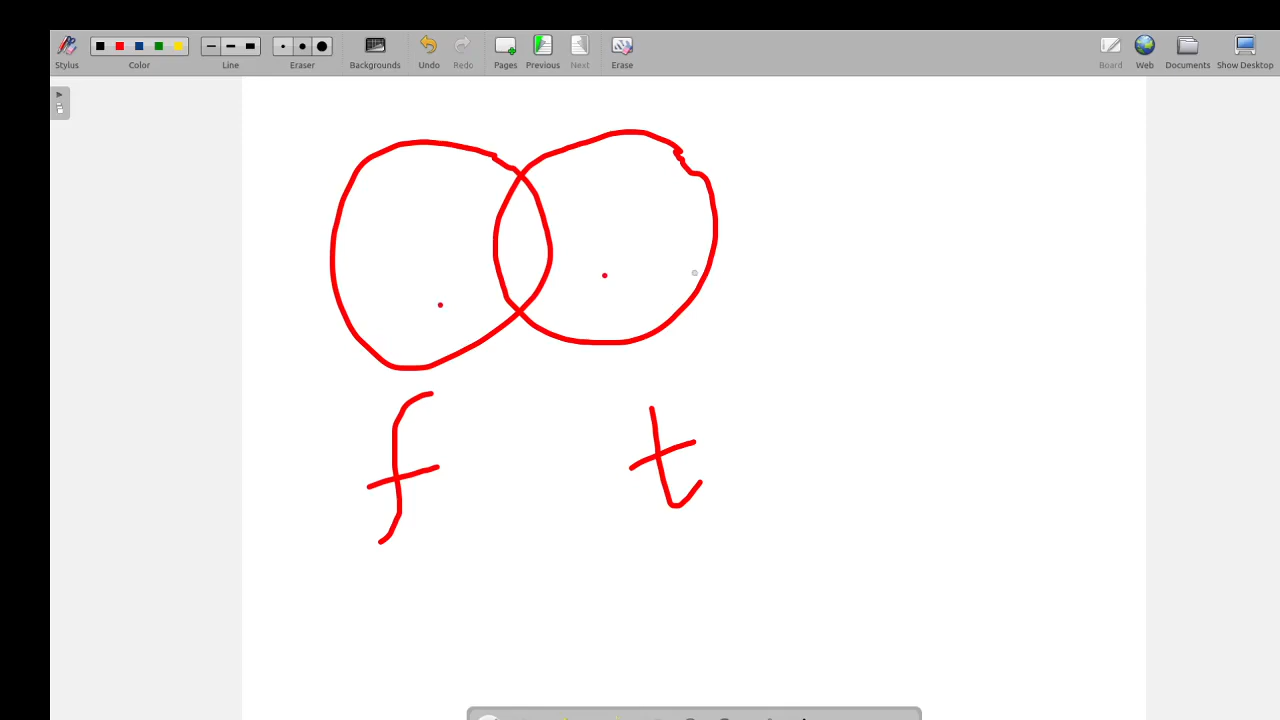 Stylus Color Line Eraser Backgrounds Undo Redo Pages Previous Next Erase Board Web Documents Show Desktop
f t